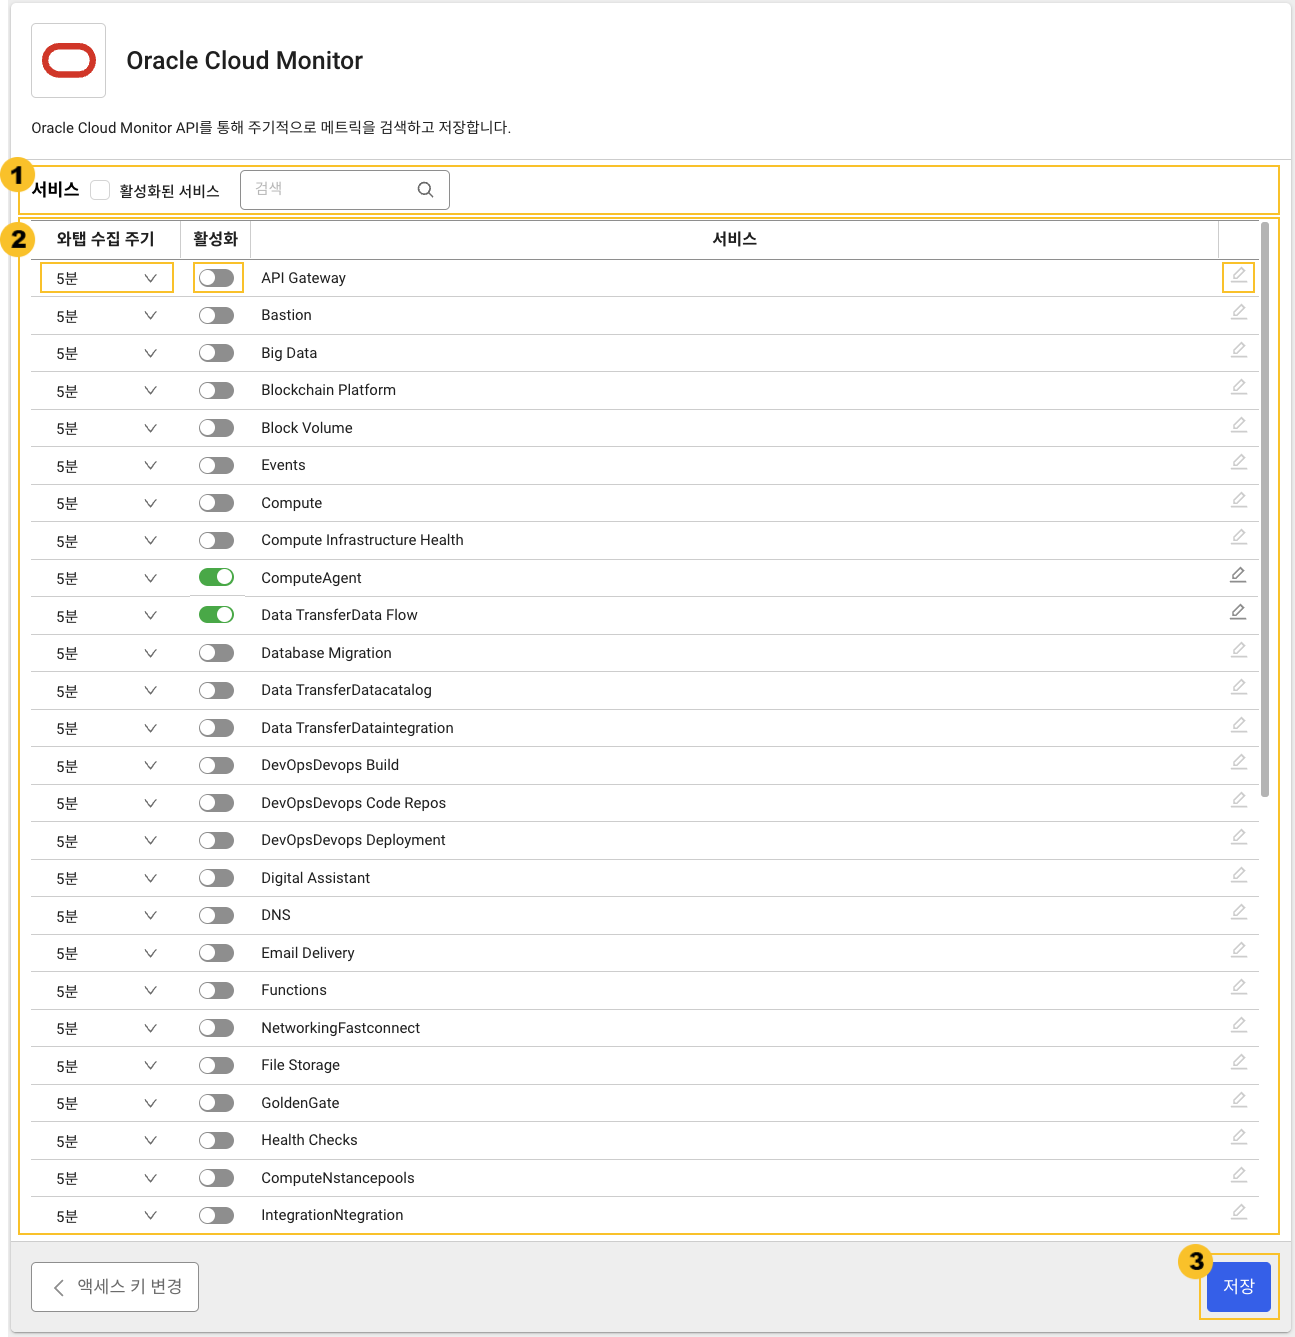 Oracle Cloud Monitor
Oracle Cloud Monitor API를 통해 주기적으로 메트릭을 검색하고 저장합니다.
1
서비스 활성화된 서비스 검색
2
와탭 수집 주기 활성화 서비스
5분 API Gateway
5분 Bastion
5분 Big Data
5분 Blockchain Platform
5분 Block Volume
5분 Events
5분 Compute
5분 Compute Infrastructure Health
5분 ComputeAgent
5분 Data TransferData Flow
5분 Database Migration
5분 Data TransferDatacatalog
5분 Data TransferDataintegration
5분 DevOpsDevops Build
5분 DevOpsDevops Code Repos
5분 DevOpsDevops Deployment
5분 Digital Assistant
5분 DNS
5분 Email Delivery
5분 Functions
5분 NetworkingFastconnect
5분 File Storage
5분 GoldenGate
5분 Health Checks
5분 ComputeNstancepools
5분 IntegrationNtegration
3
액세스 키 변경 저장